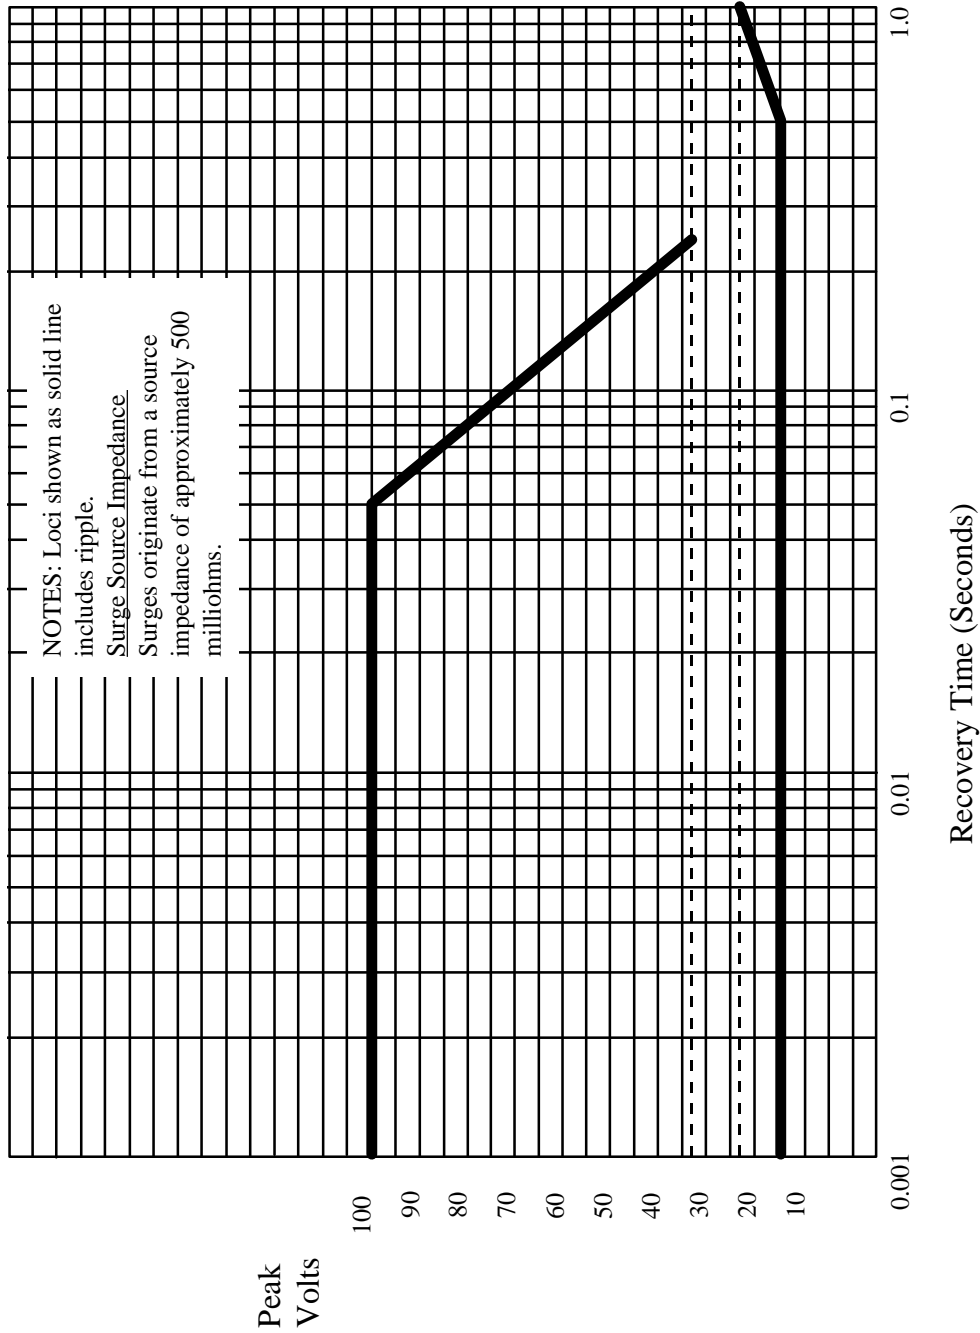 NOTES: Loci shown as solid line
includes ripple.
Surge Source Impedance
Surges originate from a source
impedance of approximately 500
milliohms.
Peak
Volts
100
90
80
70
60
50
40
30
20
10
0.001
0.01
0.1
1.0
Recovery Time (Seconds)